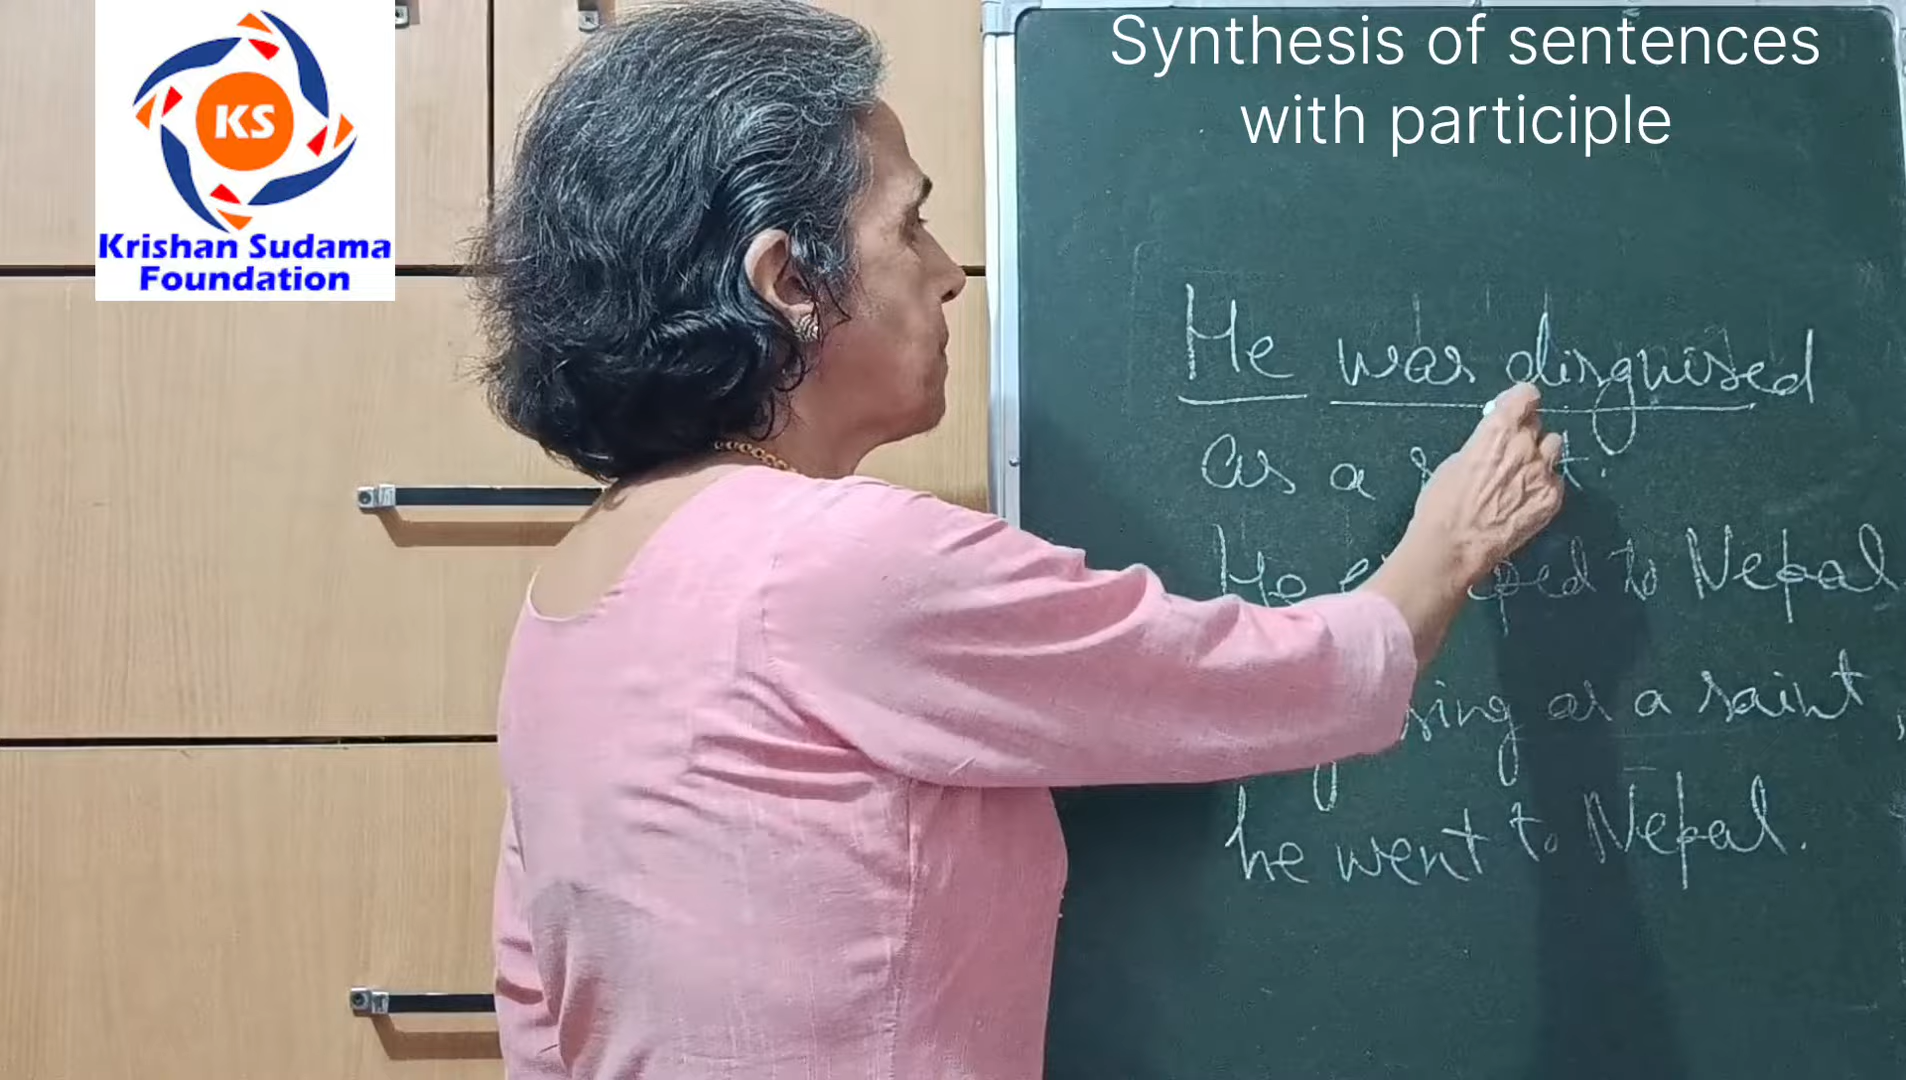 KS
Krishan Sudama
Foundation
Synthesis of sentences
with participle
He was disguised
as a
He to Nepal.
as a saint,
he went to Nepal.